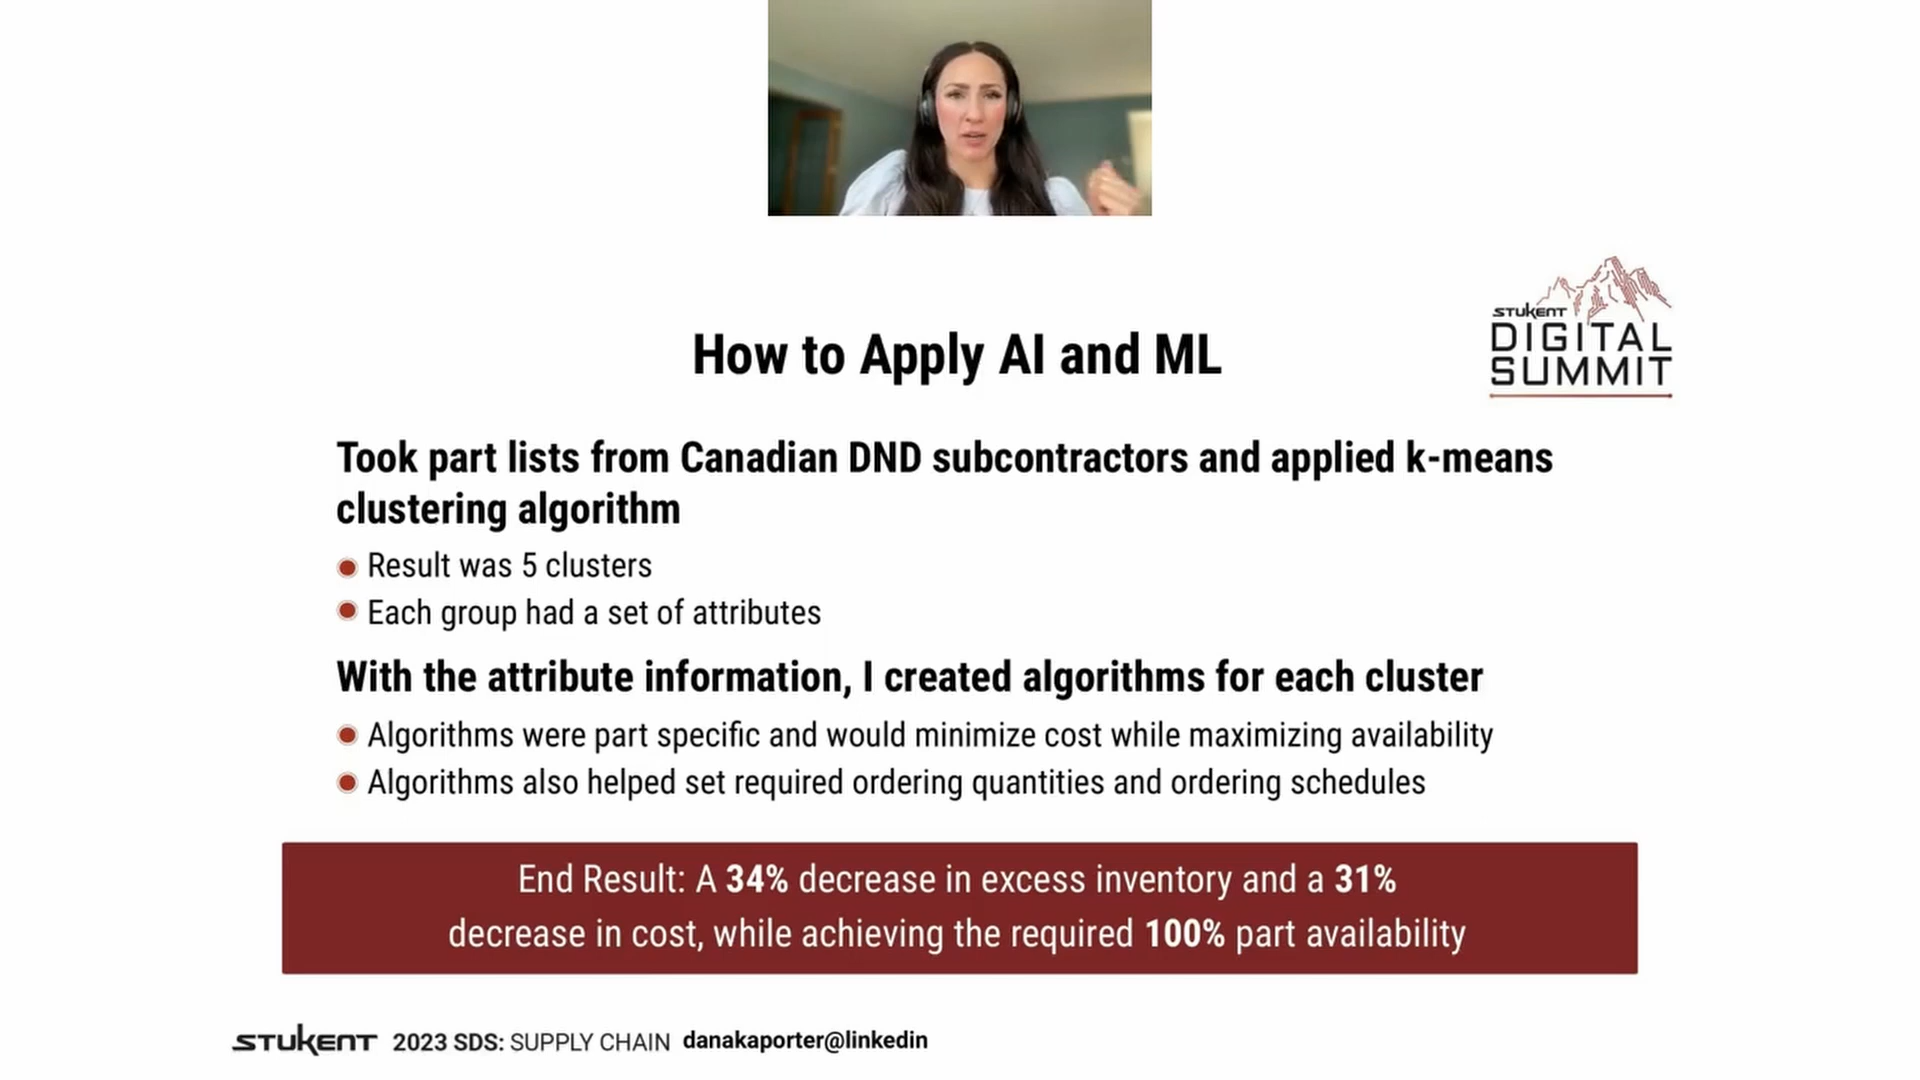 STUKENT
DIGITAL
SUMMIT
How to Apply AI and ML
Took part lists from Canadian DND subcontractors and applied k-means
clustering algorithm
Result was 5 clusters
Each group had a set of attributes
With the attribute information, I created algorithms for each cluster
Algorithms were part specific and would minimize cost while maximizing availability
Algorithms also helped set required ordering quantities and ordering schedules
End Result: A 34% decrease in excess inventory and a 31%
decrease in cost, while achieving the required 100% part availability
STUKENT 2023 SDS: SUPPLY CHAIN danakaporter@linkedin